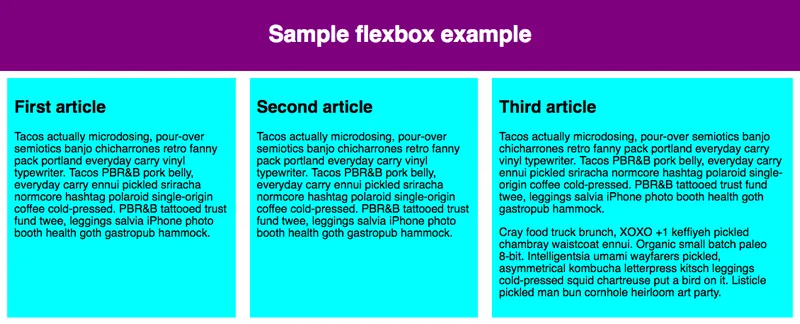 Sample flexbox example
First article
Tacos actually microdosing, pour-over
semiotics banjo chicharrones retro fanny
pack portland everyday carry vinyl
typewriter. Tacos PBR&B pork belly,
everyday carry ennui pickled sriracha
normcore hashtag polaroid single-origin
coffee cold-pressed. PBR&B tattooed trust
fund twee, leggings salvia iPhone photo
booth health goth gastropub hammock.
Second article
Tacos actually microdosing, pour-over
semiotics banjo chicharrones retro fanny
pack portland everyday carry vinyl
typewriter. Tacos PBR&B pork belly,
everyday carry ennui pickled sriracha
normcore hashtag polaroid single-origin
coffee cold-pressed. PBR&B tattooed trust
fund twee, leggings salvia iPhone photo
booth health goth gastropub hammock.
Third article
Tacos actually microdosing, pour-over semiotics banjo
chicharrones retro fanny pack portland everyday carry
vinyl typewriter. Tacos PBR&B pork belly, everyday carry
ennui pickled sriracha normcore hashtag polaroid single-
origin coffee cold-pressed. PBR&B tattooed trust fund
twee, leggings salvia iPhone photo booth health goth
gastropub hammock.
Cray food truck brunch, XOXO +1 keffiyeh pickled
chambray waistcoat ennui. Organic small batch paleo
8-bit. Intelligentsia umami wayfarers pickled,
asymmetrical kombucha letterpress kitsch leggings
cold-pressed squid chartreuse put a bird on it. Listicle
pickled man bun cornhole heirloom art party.